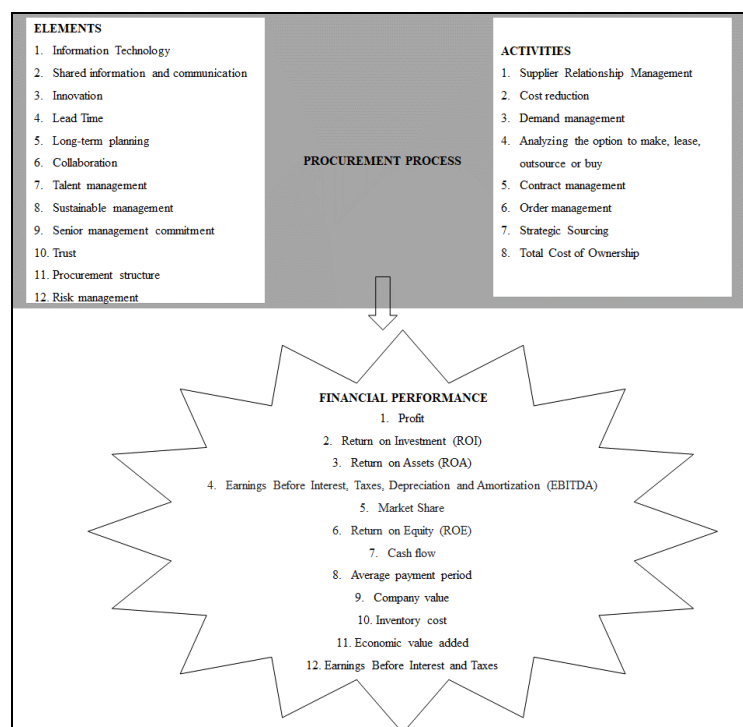 ELEMENTS
1. Information Technology
2. Shared information and communication
3. Innovation
4. Lead Time
5. Long-term planning
6. Collaboration
7. Talent management
8. Sustainable management
9. Senior management commitment
10. Trust
11. Procurement structure
12. Risk management
PROCUREMENT PROCESS
ACTIVITIES
1. Supplier Relationship Management
2. Cost reduction
3. Demand management
4. Analyzing the option to make, lease,
outsource or buy
5. Contract management
6. Order management
7. Strategic Sourcing
8. Total Cost of Ownership
FINANCIAL PERFORMANCE
1. Profit
2. Return on Investment (ROI)
3. Return on Assets (ROA)
4. Earnings Before Interest, Taxes, Depreciation and Amortization (EBITDA)
5. Market Share
6. Return on Equity (ROE)
7. Cash flow
8. Average payment period
9. Company value
10. Inventory cost
11. Economic value added
12. Earnings Before Interest and Taxes